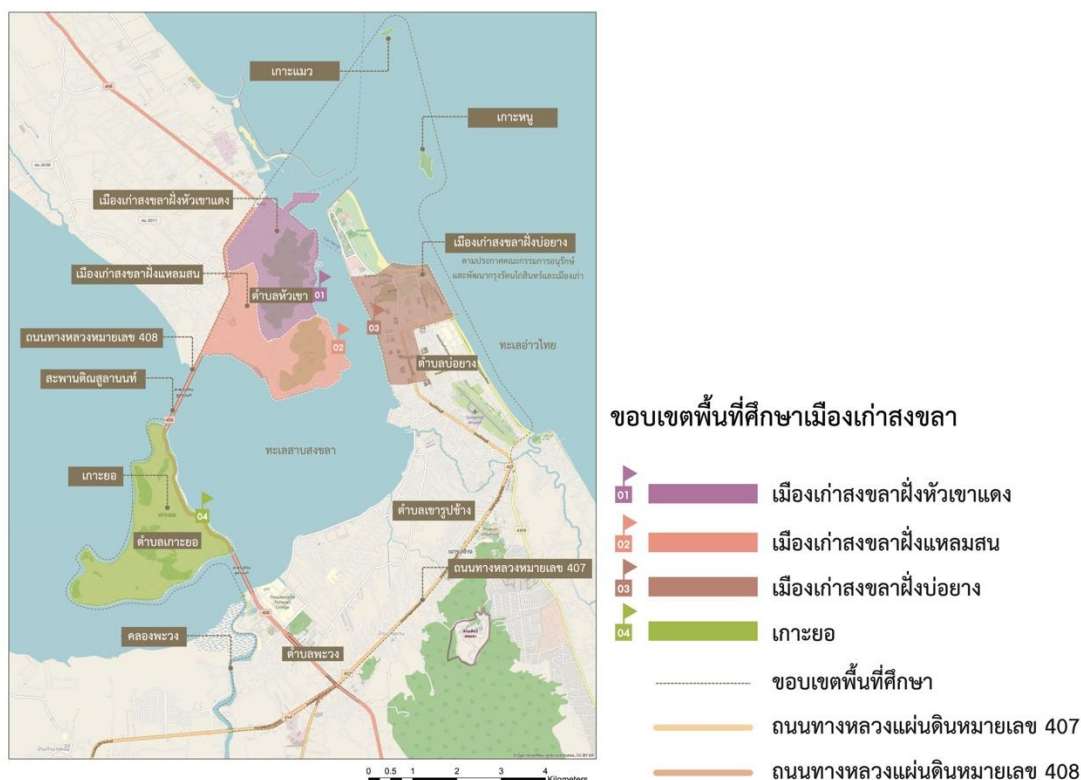 เกาะแมว
เกาะหนู
เมืองเก่าสงขลาฝั่งหัวเขาแดง
เมืองเก่าสงขลาฝั่งบ่อยาง
ตามประกาศคณะกรรมการอนุรักษ์
และพัฒนากรุงรัตนโกสินทร์และเมืองเก่า
เมืองเก่าสงขลาฝั่งแหลมสน
ตำบลหัวเขา
01
03
02
ถนนทางหลวงหมายเลข 408
ทะเลอ่าวไทย
ตำบลบ่อยาง
สะพานติณสูลานนท์
408
ทะเลสาบสงขลา
407
เกาะยอ
04
ตำบลเขารูปช้าง
ตำบลเกาะยอ
ถนนทางหลวงหมายเลข 407
408
คลองพะวง
ตำบลพะวง
407
0 0.5 1 2 3 4
Kilometers
ขอบเขตพื้นที่ศึกษาเมืองเก่าสงขลา
01 เมืองเก่าสงขลาฝั่งหัวเขาแดง
02 เมืองเก่าสงขลาฝั่งแหลมสน
03 เมืองเก่าสงขลาฝั่งบ่อยาง
04 เกาะยอ
ขอบเขตพื้นที่ศึกษา
ถนนทางหลวงแผ่นดินหมายเลข 407
ถนนทางหลวงแผ่นดินหมายเลข 408